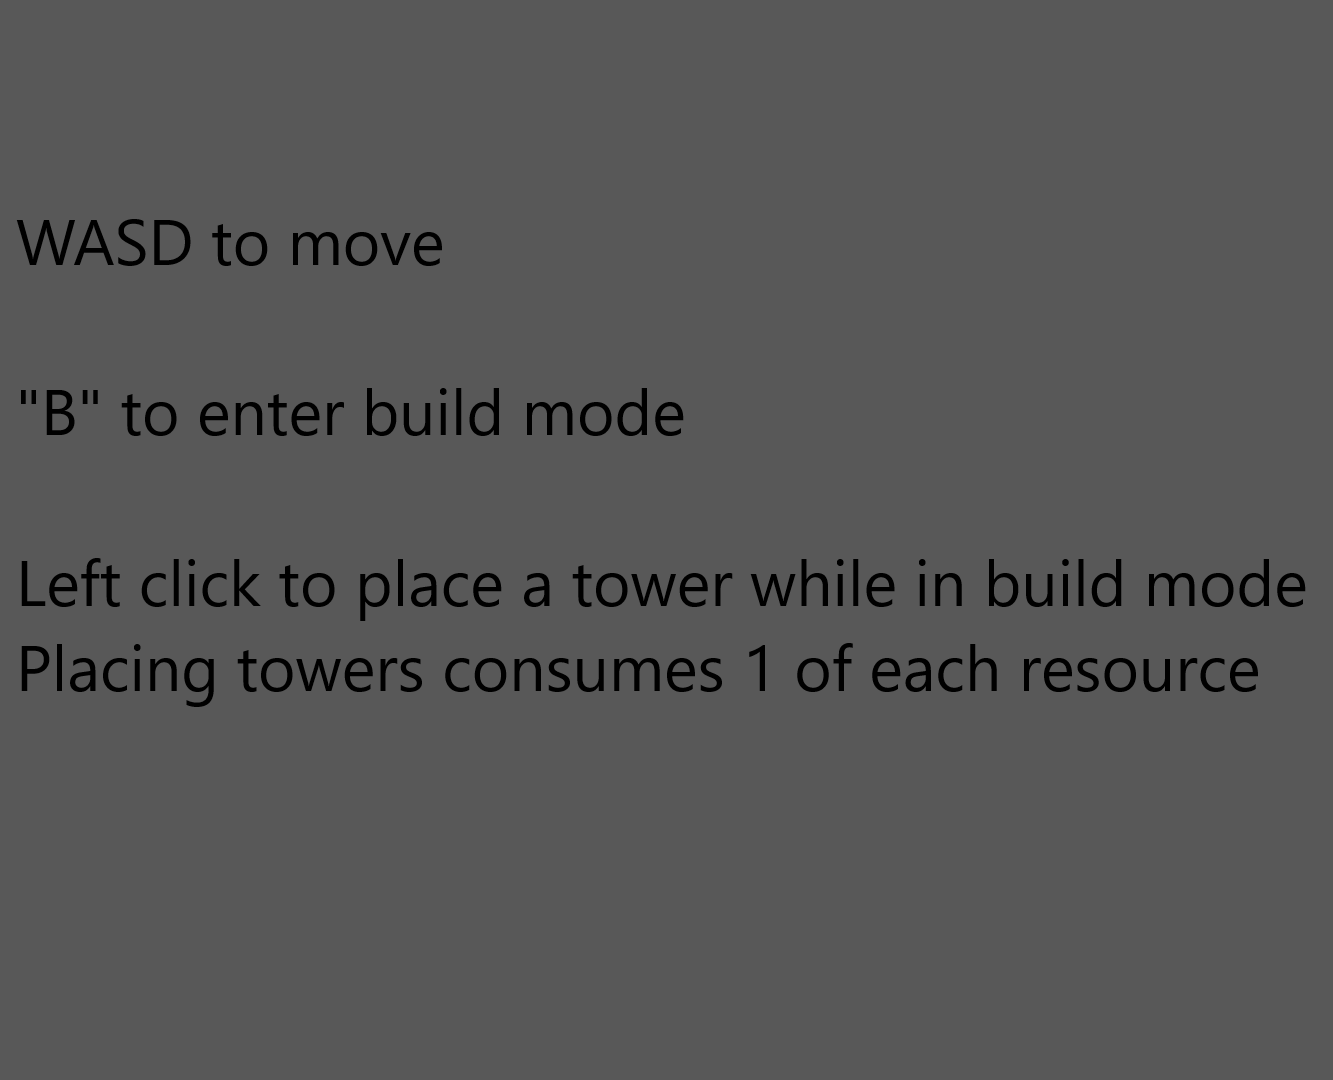 WASD to move
"B" to enter build mode
Left click to place a tower while in build mode
Placing towers consumes 1 of each resource